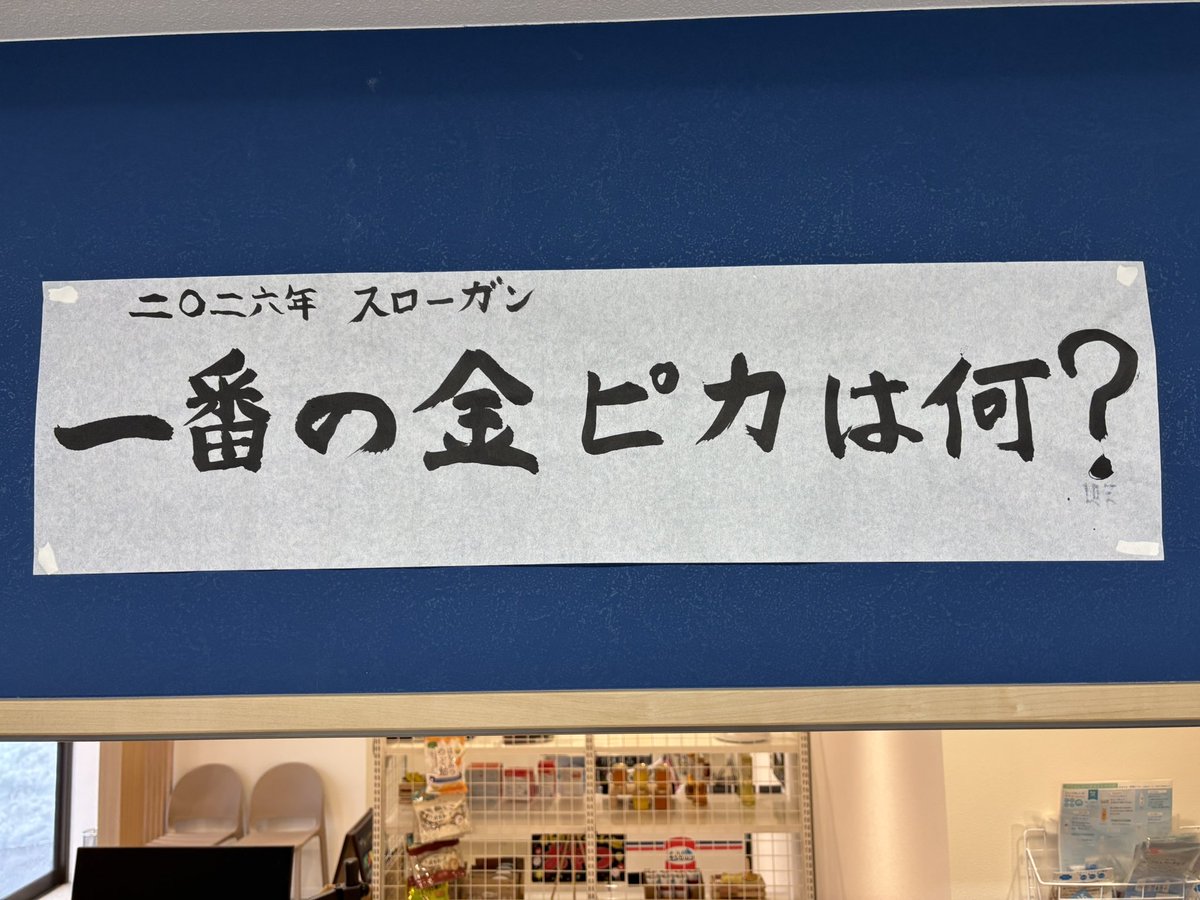 二〇二六年 スローガン
一番の金ピカは何?